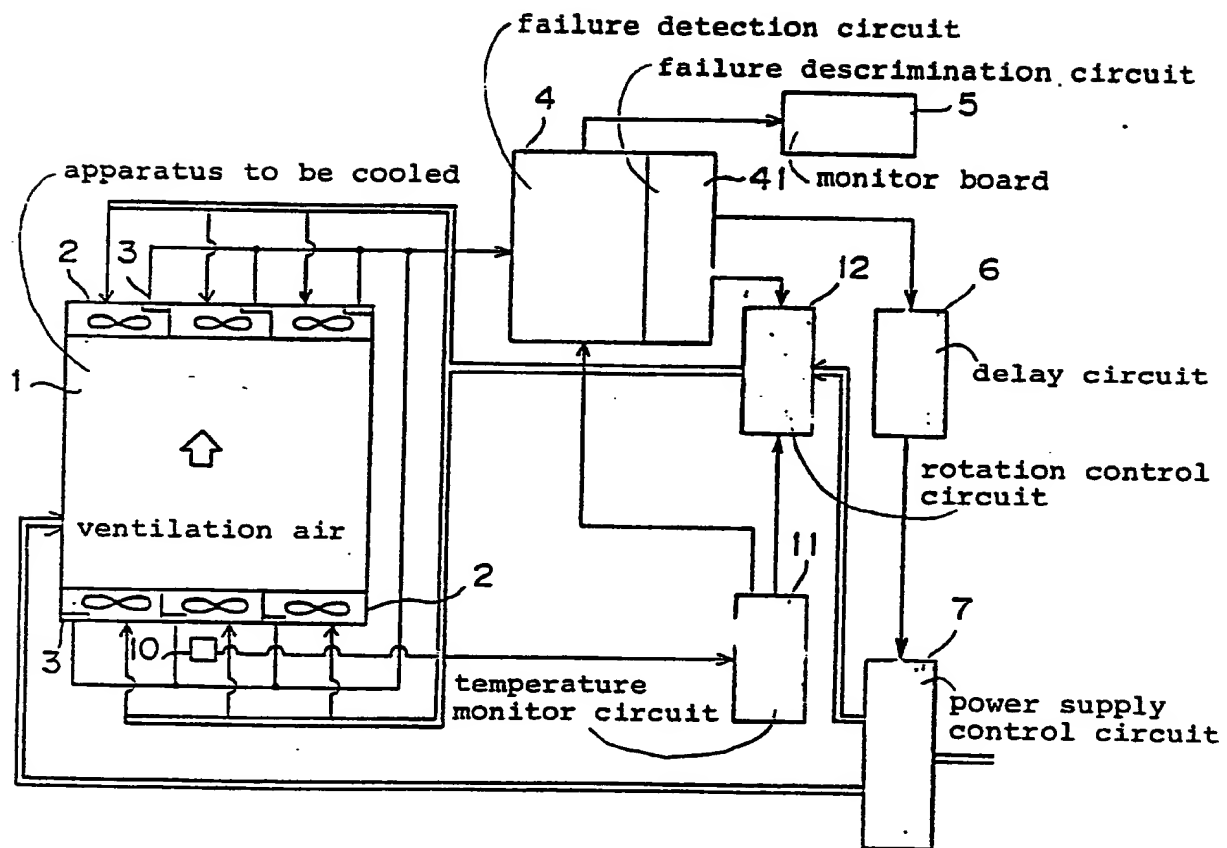 failure detection circuit
failure descrimination circuit
4
5
41
monitor board
apparatus to be cooled
2
3
12
6
1
delay circuit
rotation control
circuit
ventilation air
11
2
3
10
7
temperature
monitor circuit
power supply
control circuit